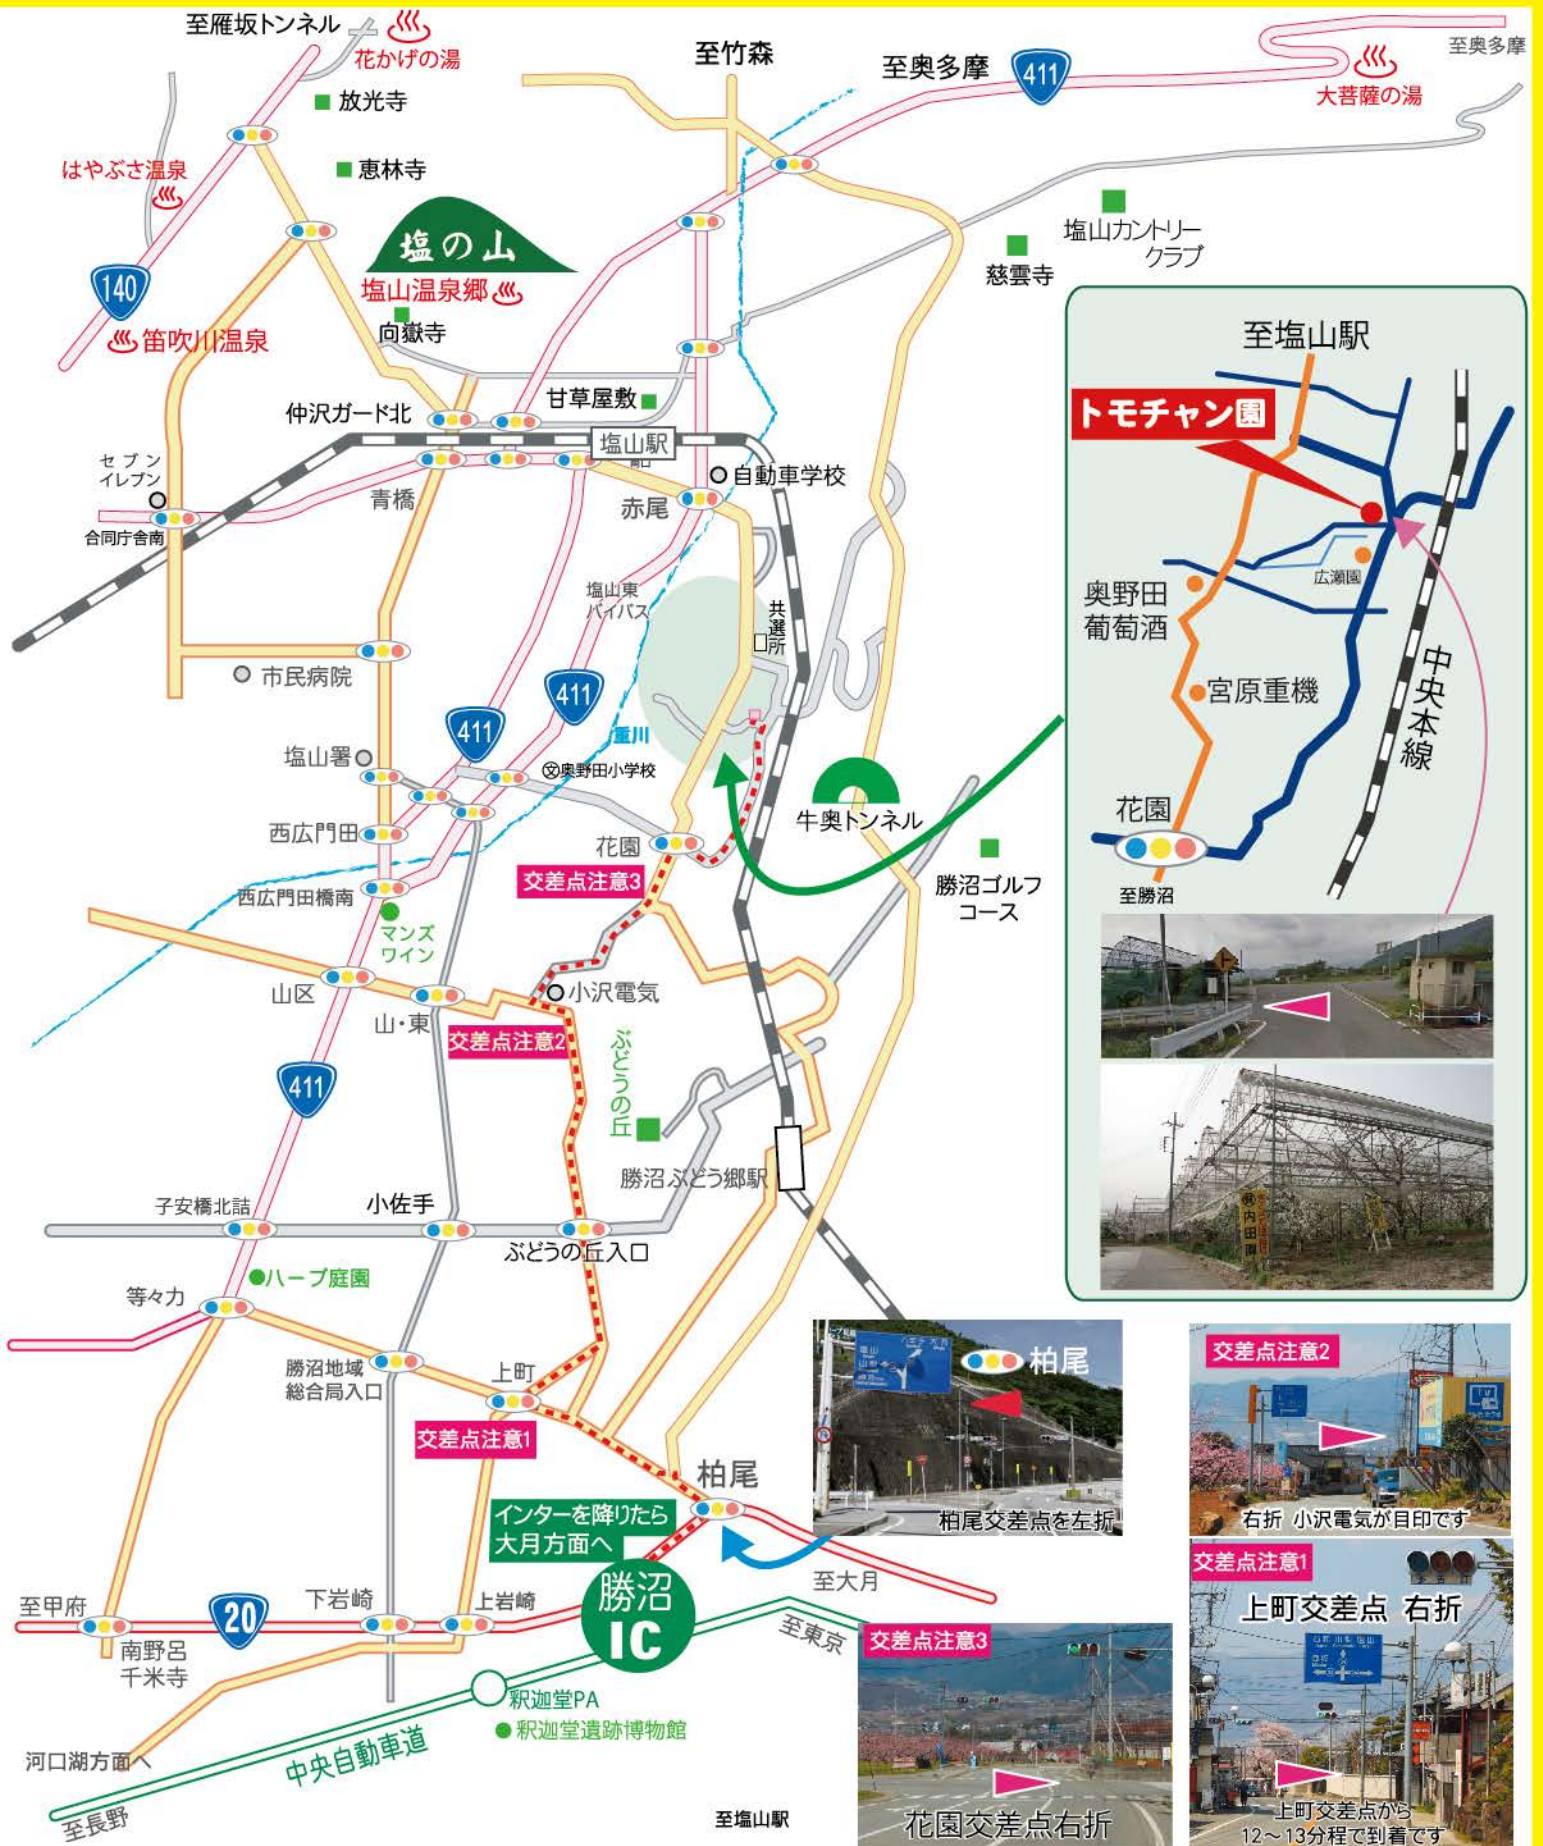 至雁坂トンネル
花かげの湯
至竹森
至奥多摩
411
至奥多摩
大菩薩の湯
放光寺
恵林寺
はやぶさ温泉
塩の山
塩山温泉郷
向嶽寺
140
笛吹川温泉
塩山カントリー
クラブ
慈雲寺
甘草屋敷
仲沢ガード北
塩山駅
セブン
イレブン
合同庁舎南
青橋
赤尾
自動車学校
塩山東
バイパス
共選所
市民病院
411
411
重川
塩山署
文奥野田小学校
西広門田
花園
牛奥トンネル
交差点注意3
西広門田橋南
マンズ
ワイン
勝沼ゴルフ
コース
山区
山・東
小沢電気
交差点注意2
ぶどうの丘
411
勝沼ぶどう郷駅
子安橋北詰
小佐手
ぶどうの丘入口
ハーブ庭園
等々力
勝沼地域
総合局入口
上町
交差点注意1
柏尾
インターを降りたら
大月方面へ
勝沼
IC
至大月
至甲府
20
下岩崎
上岩崎
至東京
南野呂
千米寺
釈迦堂PA
釈迦堂遺跡博物館
河口湖方面へ
中央自動車道
至長野
至塩山駅
至塩山駅
トモチャン園
広瀬園
奥野田
葡萄酒
宮原重機
中央本線
花園
至勝沼
内田園
塩山
山梨
柏尾
柏尾交差点を左折
交差点注意2
右折 小沢電気が目印です
交差点注意1
上町交差点 右折
上町交差点から
12～13分程で到着です
交差点注意3
花園交差点右折